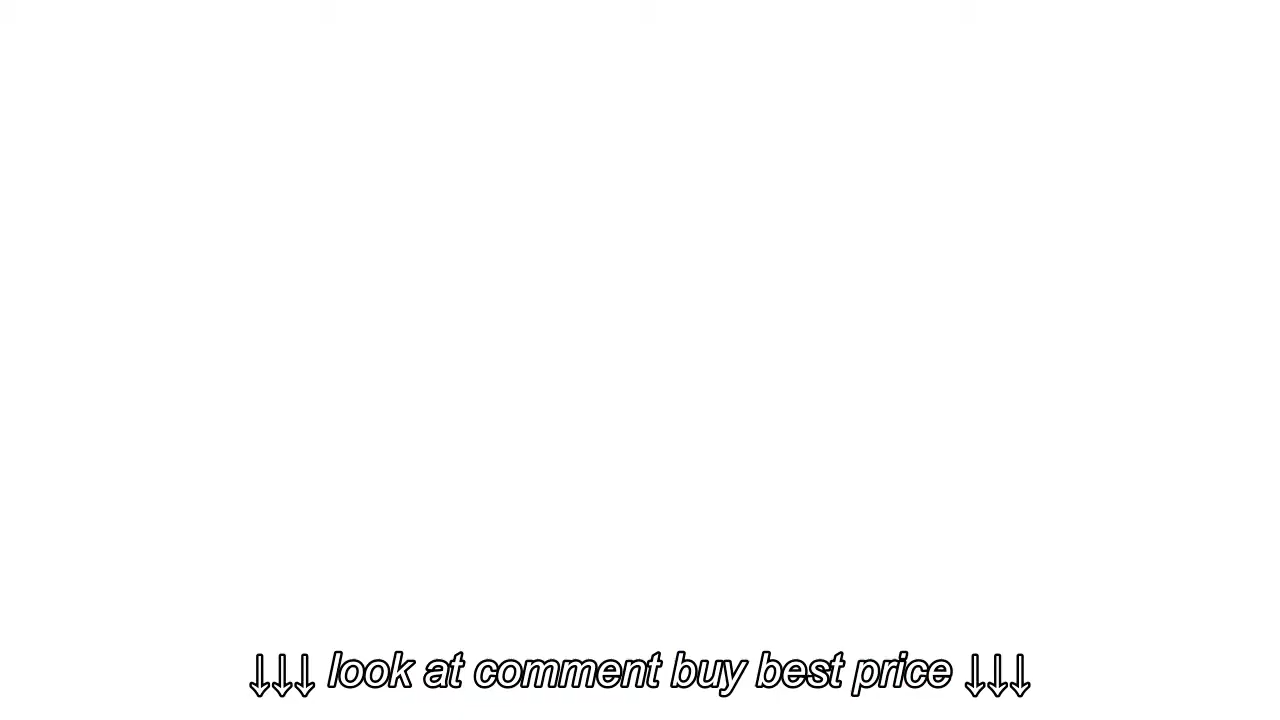 ↓↓↓ look at comment buy best price ↓↓↓